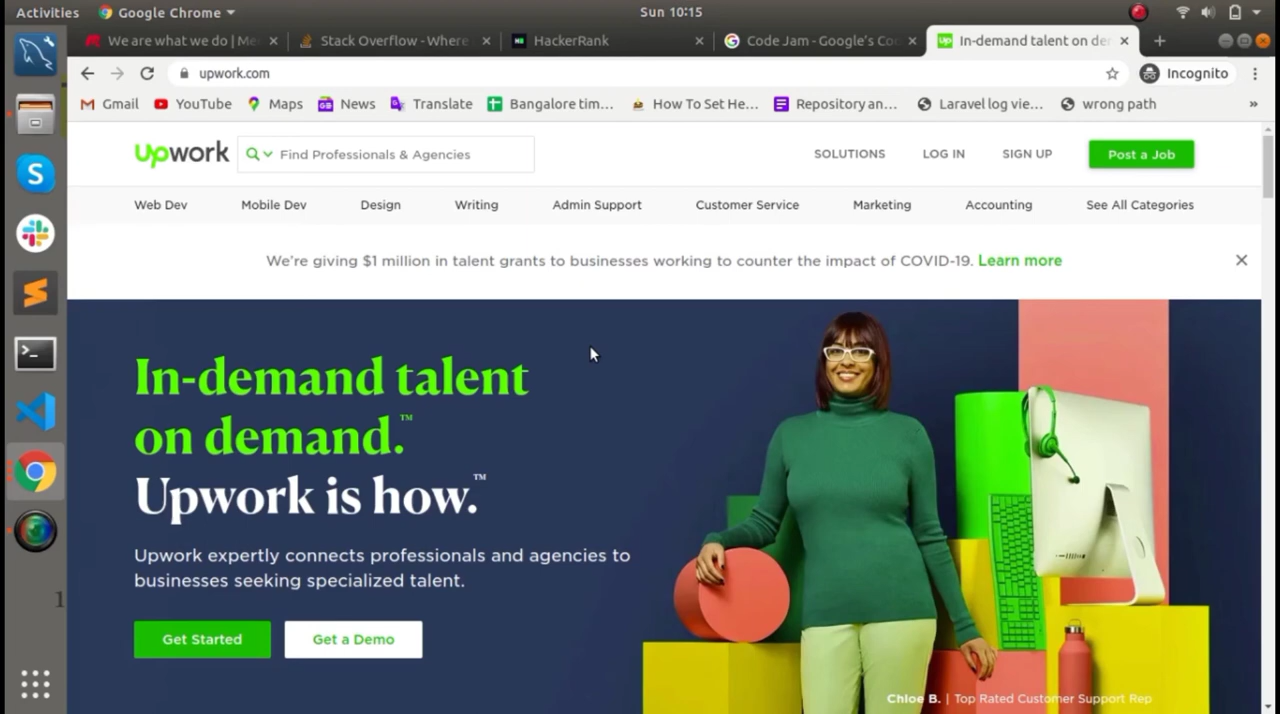 Activities Google Chrome Sun 10:15
We are what we do | Me Stack Overflow - Where HackerRank Code Jam - Google's Co In-demand talent on de
upwork.com Incognito
Gmail YouTube Maps News Translate Bangalore tim... How To Set He... Repository an... Laravel log vie... wrong path »
upwork Find Professionals & Agencies SOLUTIONS LOG IN SIGN UP Post a Job
Web Dev Mobile Dev Design Writing Admin Support Customer Service Marketing Accounting See All Categories
We're giving $1 million in talent grants to businesses working to counter the impact of COVID-19. Learn more
In-demand talent
on demand.™
Upwork is how.™
Upwork expertly connects professionals and agencies to
businesses seeking specialized talent.
Get Started Get a Demo
Chloe B. | Top Rated Customer Support Rep